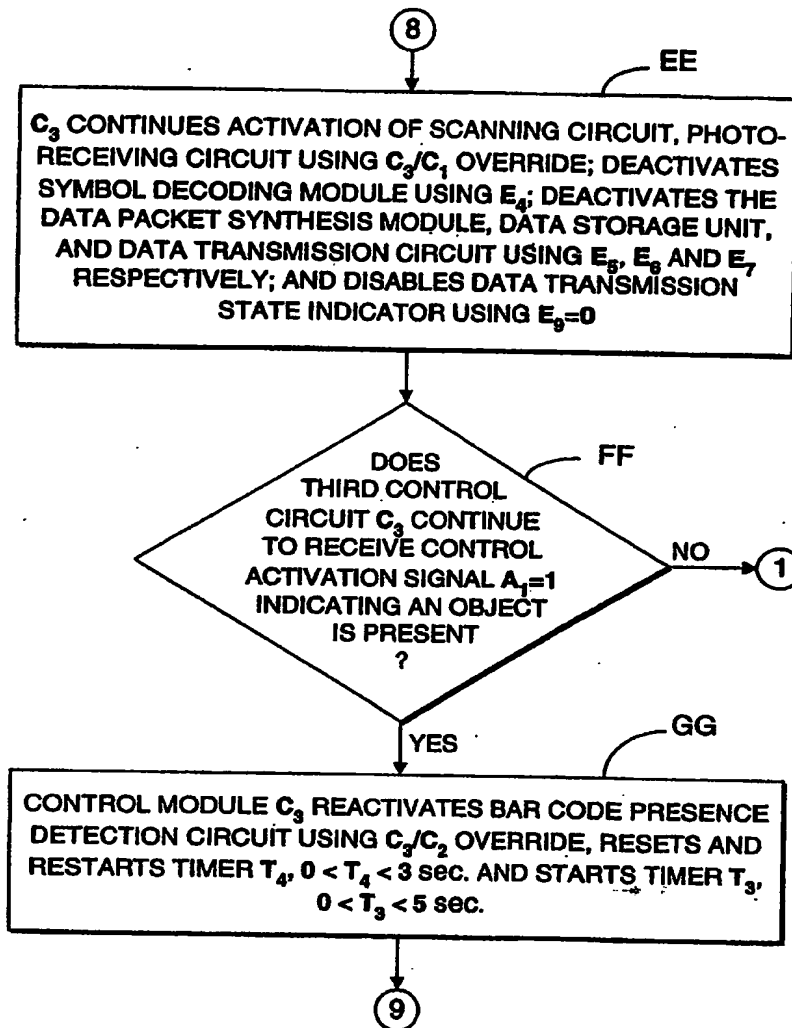 8
EE
C₃ CONTINUES ACTIVATION OF SCANNING CIRCUIT, PHOTO-
RECEIVING CIRCUIT USING C₃/C₁ OVERRIDE; DEACTIVATES
SYMBOL DECODING MODULE USING E₄; DEACTIVATES THE
DATA PACKET SYNTHESIS MODULE, DATA STORAGE UNIT,
AND DATA TRANSMISSION CIRCUIT USING E₅, E₆ AND E₇
RESPECTIVELY; AND DISABLES DATA TRANSMISSION
STATE INDICATOR USING E₉=0
FF
DOES
THIRD CONTROL
CIRCUIT C₃ CONTINUE
TO RECEIVE CONTROL
ACTIVATION SIGNAL A₁=1
INDICATING AN OBJECT
IS PRESENT
?
NO
1
YES
GG
CONTROL MODULE C₃ REACTIVATES BAR CODE PRESENCE
DETECTION CIRCUIT USING C₃/C₂ OVERRIDE, RESETS AND
RESTARTS TIMER T₄, 0 < T₄ < 3 sec. AND STARTS TIMER T₃,
0 < T₃ < 5 sec.
9